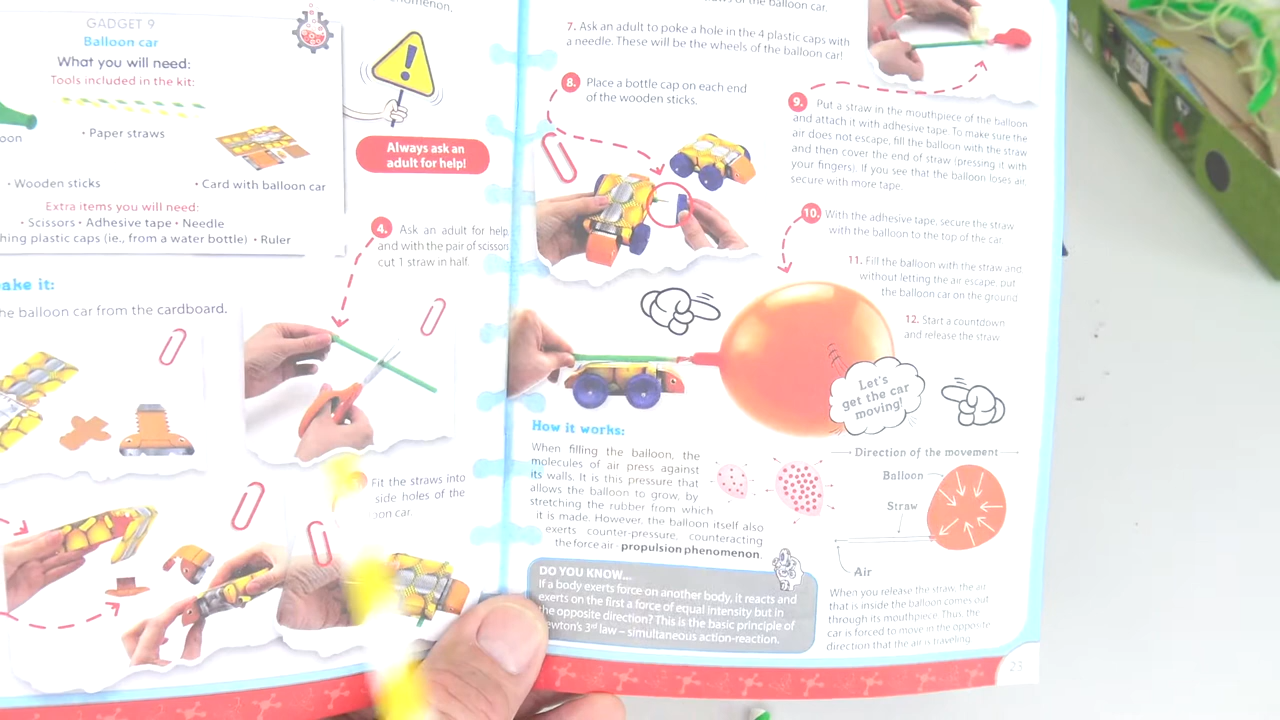 GADGET 9
Balloon car
What you will need:
Tools included in the kit:
oon
• Paper straws
• Wooden sticks
• Card with balloon car
Extra items you will need:
• Scissors • Adhesive tape • Needle
hing plastic caps (ie., from a water bottle) • Ruler
Always ask an
adult for help!
ake it:
he balloon car from the cardboard.
4. Ask an adult for help
and with the pair of scissor
cut 1 straw in half.
Fit the straws into
side holes of the
on car.
nomenon.
of the balloon car.
7. Ask an adult to poke a hole in the 4 plastic caps with
a needle. These will be the wheels of the balloon car!
8. Place a bottle cap on each end
of the wooden sticks.
9. Put a straw in the mouthpiece of the balloon
and attach it with adhesive tape. To make sure the
air does not escape, fill the balloon with the straw
and then cover the end of straw (pressing it with
your fingers). If you see that the balloon loses air,
secure with more tape.
10. With the adhesive tape, secure the straw
with the balloon to the top of the car.
11. Fill the balloon with the straw and
without letting the air escape, put
the balloon car on the ground.
12. Start a countdown
and release the straw.
Let's
get the car
moving!
How it works:
When filling the balloon, the
molecules of air press against
its walls. It is this pressure that
allows the balloon to grow, by
stretching the rubber from which
it is made. However, the balloon itself also
exerts counter-pressure, counteracting
the force air - propulsion phenomenon.
Direction of the movement
Balloon
Straw
Air
DO YOU KNOW...
If a body exerts force on another body, it reacts and
exerts on the first a force of equal intensity but in
the opposite direction? This is the basic principle of
ewton's 3rd law – simultaneous action-reaction.
When you release the straw, the air
that is inside the balloon comes out
through its mouthpiece. Thus, the
car is forced to move in the opposite
direction that the air is traveling.
23